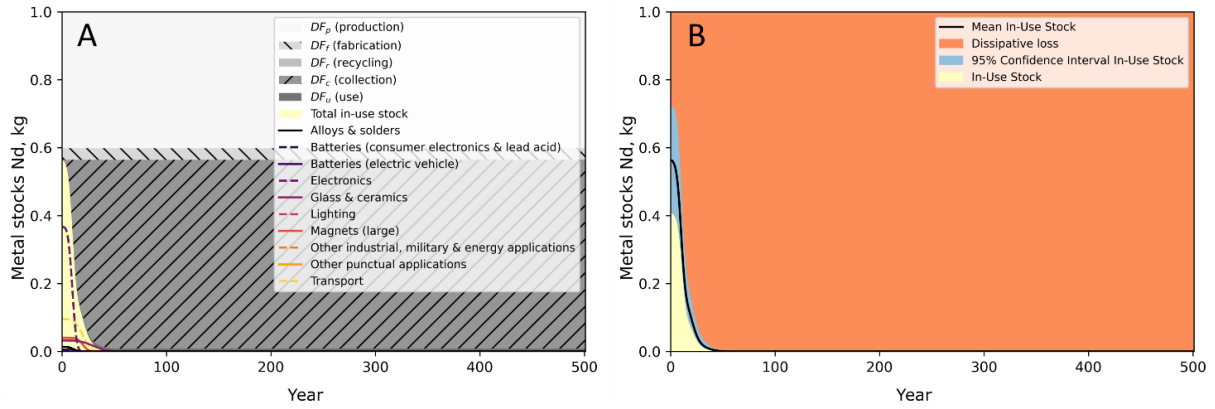 A
Metal stocks Nd, kg
1.0
0.8
0.6
0.4
0.2
0.0
0
100
200
300
400
500
Year
DFp (production)
DFf (fabrication)
DFr (recycling)
DFc (collection)
DFu (use)
Total in-use stock
Alloys & solders
Batteries (consumer electronics & lead acid)
Batteries (electric vehicle)
Electronics
Glass & ceramics
Lighting
Magnets (large)
Other industrial, military & energy applications
Other punctual applications
Transport
B
Metal stocks Nd, kg
1.0
0.8
0.6
0.4
0.2
0.0
0
100
200
300
400
500
Year
Mean In-Use Stock
Dissipative loss
95% Confidence Interval In-Use Stock
In-Use Stock